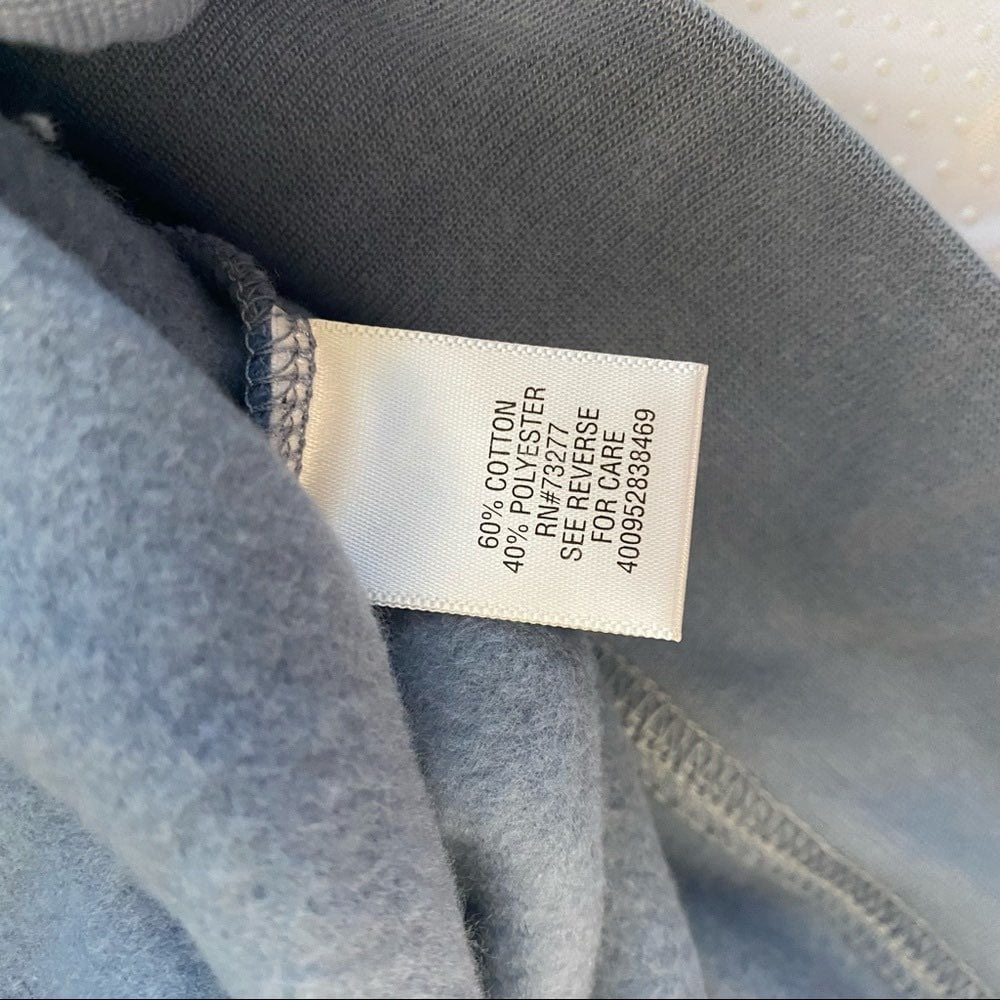 60% COTTON
40% POLYESTER
RN#73277
SEE REVERSE
FOR CARE
400952838469